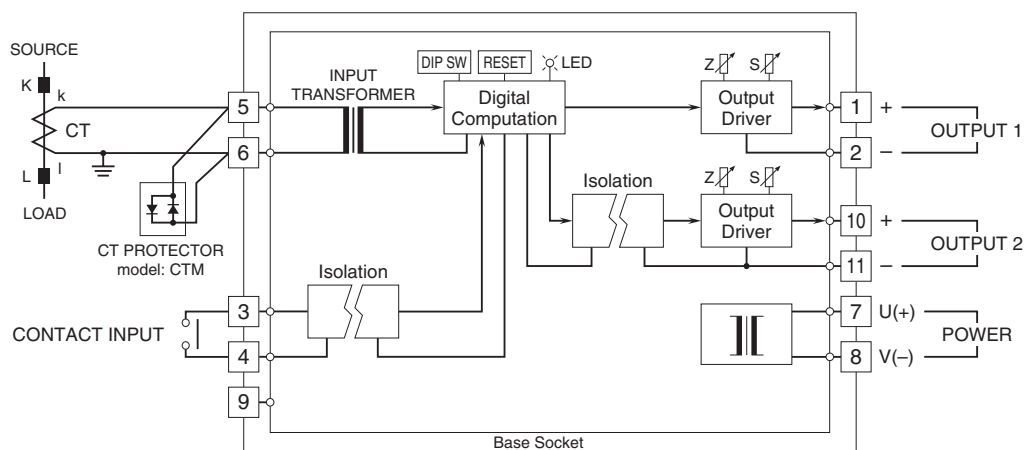 SOURCE
K
k
CT
L
l
LOAD
CT PROTECTOR
model: CTM
CONTACT INPUT
5
6
3
4
9
INPUT
TRANSFORMER
DIP SW
RESET
LED
Digital
Computation
Isolation
Z
S
Output
Driver
Isolation
Z
S
Output
Driver
1
+
2
–
OUTPUT 1
10
+
11
–
OUTPUT 2
7
U(+)
8
V(–)
POWER
Base Socket